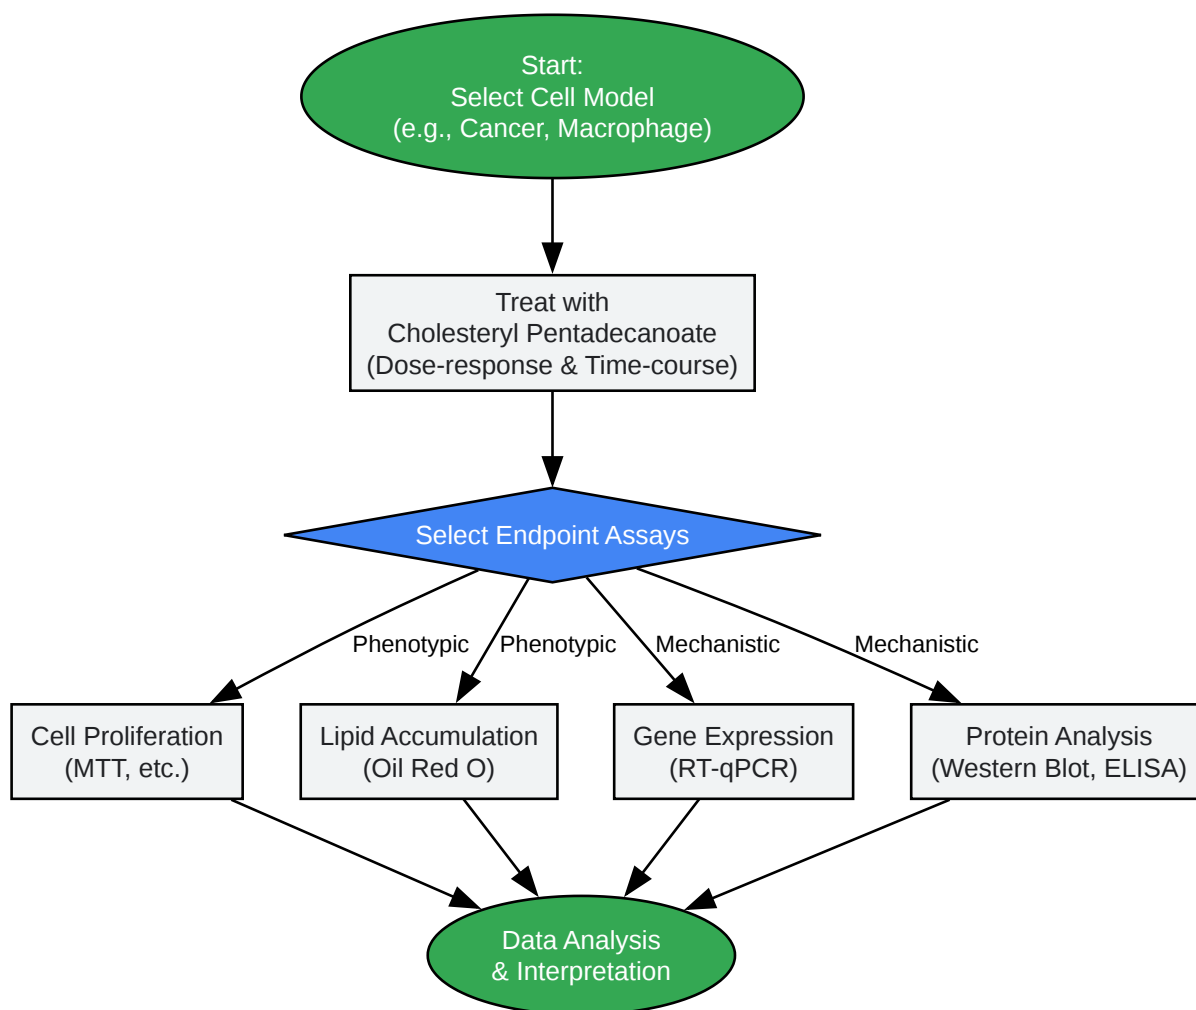 Start:
Select Cell Model
(e.g., Cancer, Macrophage)
Treat with
Cholesteryl Pentadecanoate
(Dose-response & Time-course)
Select Endpoint Assays
Phenotypic
Phenotypic
Mechanistic
Mechanistic
Cell Proliferation
(MTT, etc.)
Lipid Accumulation
(Oil Red O)
Gene Expression
(RT-qPCR)
Protein Analysis
(Western Blot, ELISA)
Data Analysis
& Interpretation